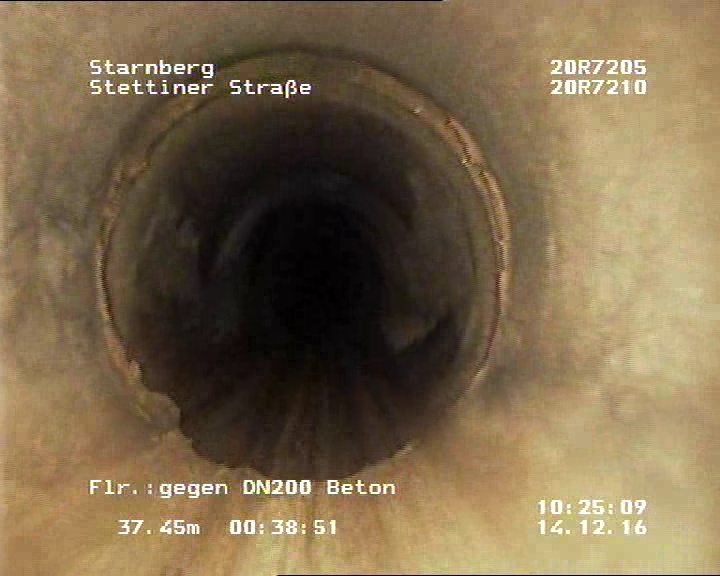 Starnberg 20R7205
Stettiner Straße 20R7210
Flr.:gegen DN200 Beton
10:25:09
37.45m 00:38:51 14.12.16